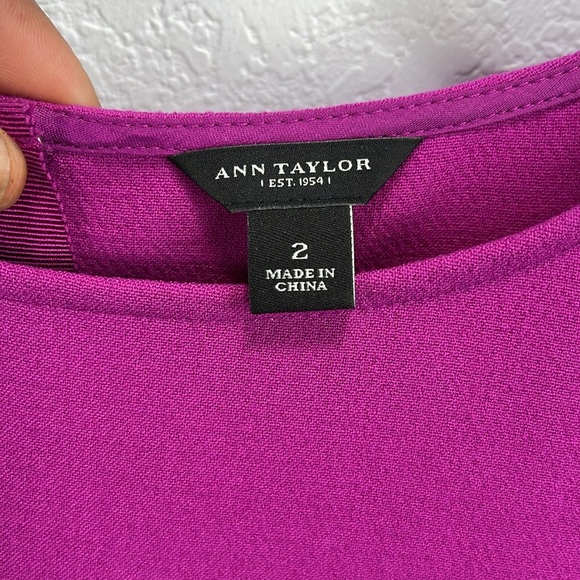 ANN TAYLOR
| EST. 1954 |
2
MADE IN
CHINA